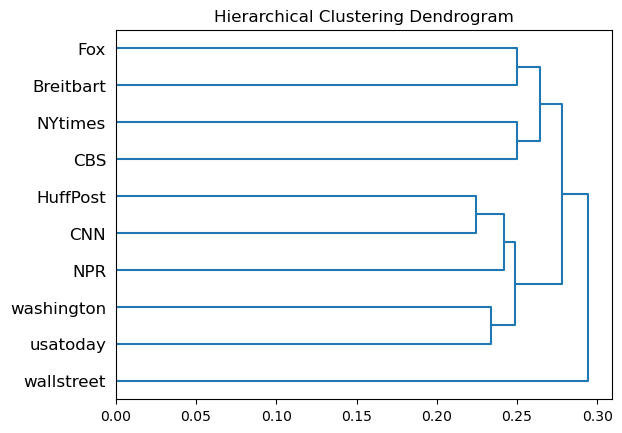 Hierarchical Clustering Dendrogram
Fox
Breitbart
NYtimes
CBS
HuffPost
CNN
NPR
washington
usatoday
wallstreet
0.00 0.05 0.10 0.15 0.20 0.25 0.30